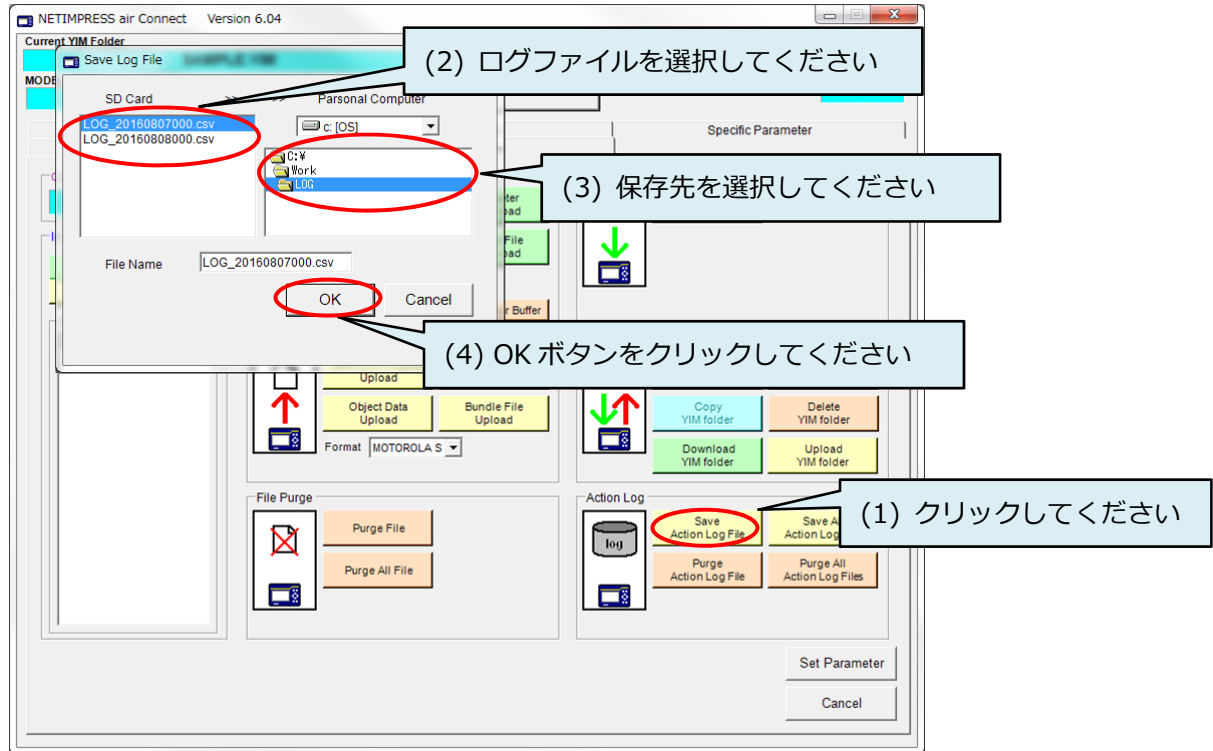 NETIMPRESS air Connect Version 6.04
Current YIM Folder
Save Log File
(2) ログファイルを選択してください
SD Card >> >> Parsonal Computer
LOG_20160807000.csv
LOG_20160808000.csv
c: [OS]
Specific Parameter
C:¥
Work
LOG
(3) 保存先を選択してください
File
File Name
LOG_20160807000.csv
OK
Cancel
Buffer
(4) OK ボタンをクリックしてください
Upload
Object Data
Upload
Bundle File
Upload
Format MOTOROLA S
Copy
YIM folder
Delete
YIM folder
Download
YIM folder
Upload
YIM folder
File Purge
Purge File
Purge All File
Action Log
log
Save
Action Log File
Save A
Action Log
(1) クリックしてください
Purge
Action Log File
Purge All
Action Log Files
Set Parameter
Cancel